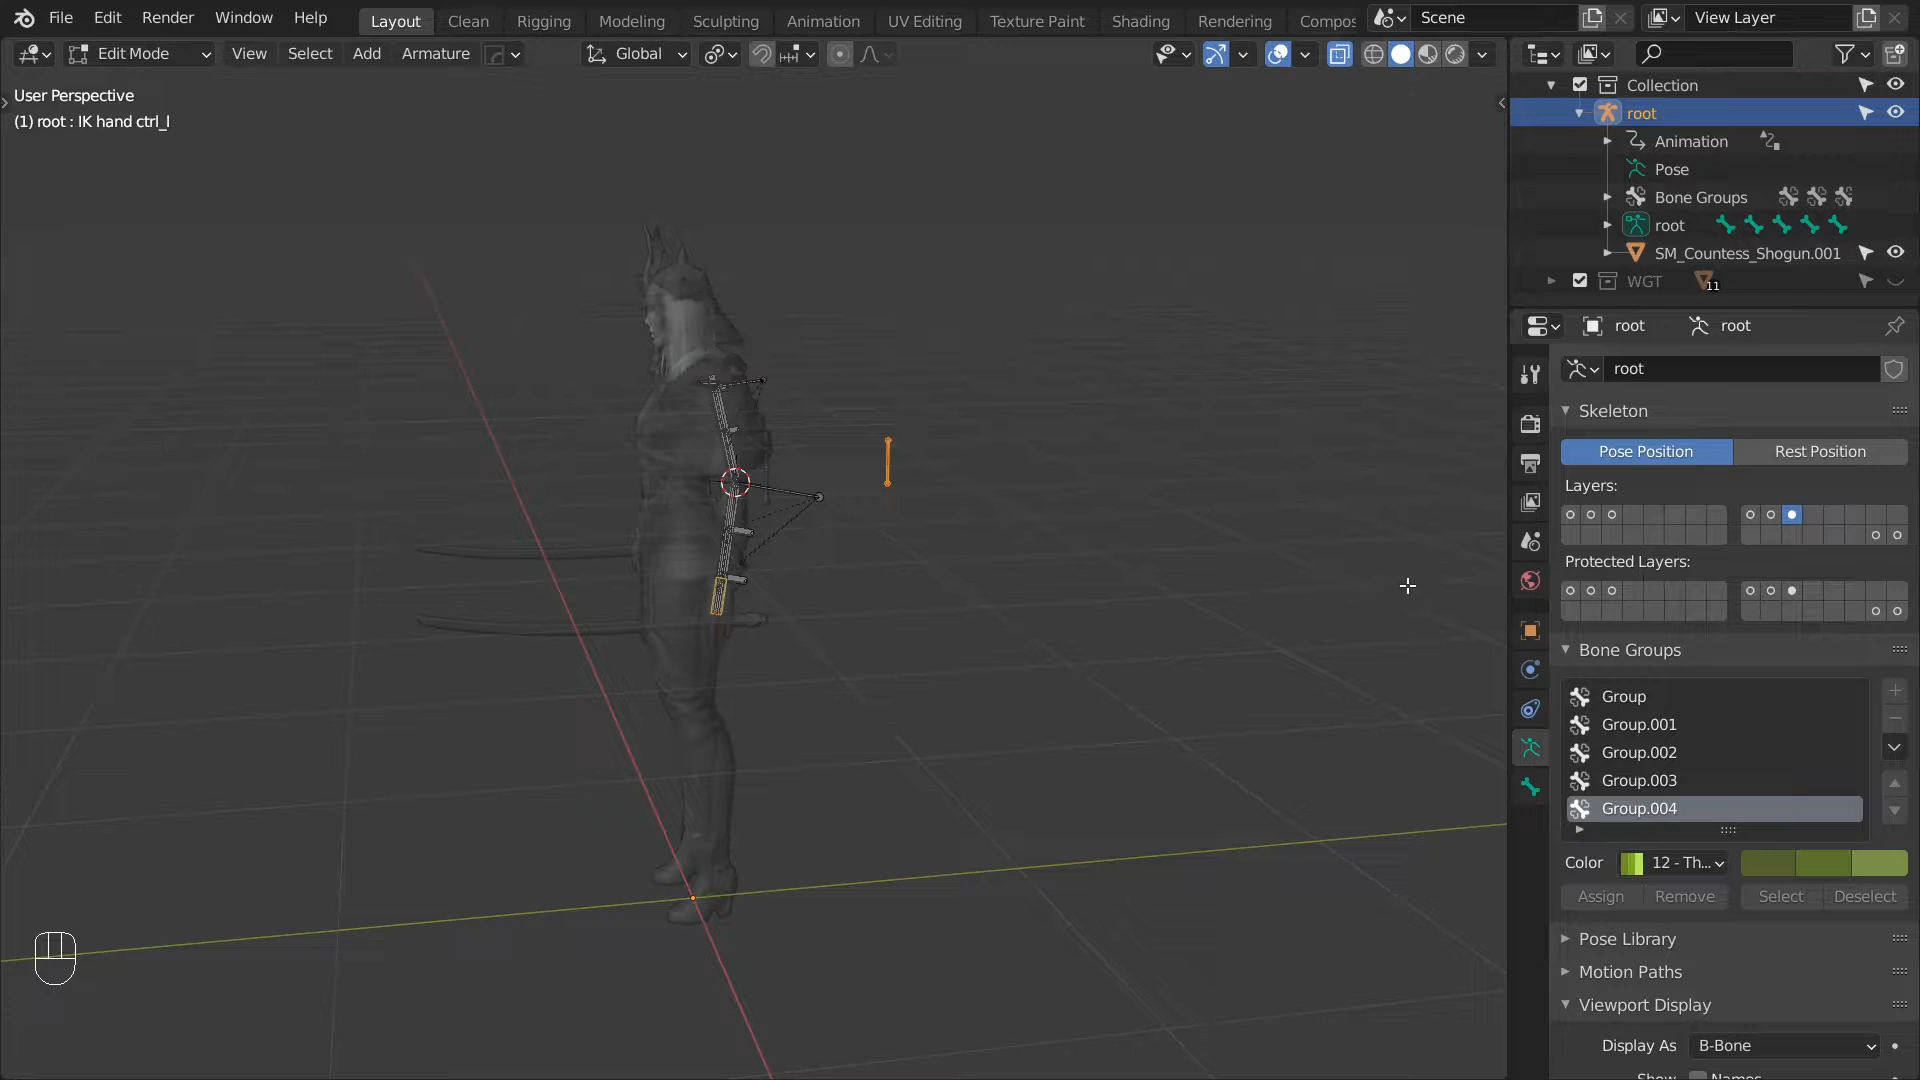 File Edit Render Window Help
Layout Clean Rigging Modeling Sculpting Animation UV Editing Texture Paint Shading Rendering Compos
Scene
View Layer
Edit Mode View Select Add Armature
Global
User Perspective
(1) root : IK hand ctrl_l
Collection
root
Animation
Pose
Bone Groups
root
SM_Countess_Shogun.001
WGT 11
root root
root
Skeleton
Pose Position Rest Position
Layers:
Protected Layers:
Bone Groups
Group
Group.001
Group.002
Group.003
Group.004
Color 12 - Th...
Assign Remove Select Deselect
Pose Library
Motion Paths
Viewport Display
Display As B-Bone
Show Names